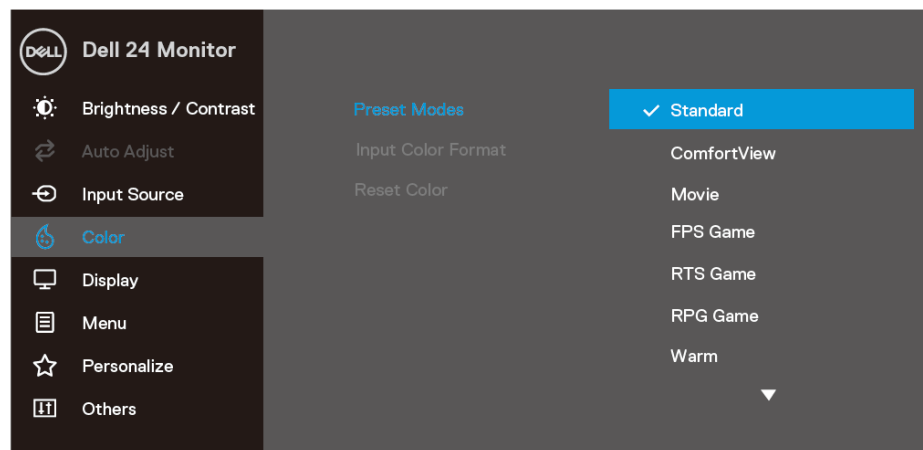 DELL Dell 24 Monitor
Brightness / Contrast
Auto Adjust
Input Source
Color
Display
Menu
Personalize
Others
Preset Modes
Input Color Format
Reset Color
Standard
ComfortView
Movie
FPS Game
RTS Game
RPG Game
Warm